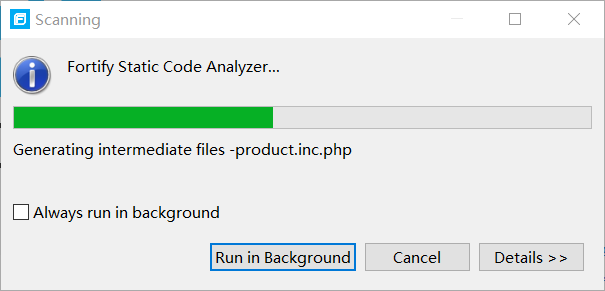 Scanning
Fortify Static Code Analyzer...
Generating intermediate files -product.inc.php
Always run in background
Run in Background
Cancel
Details >>